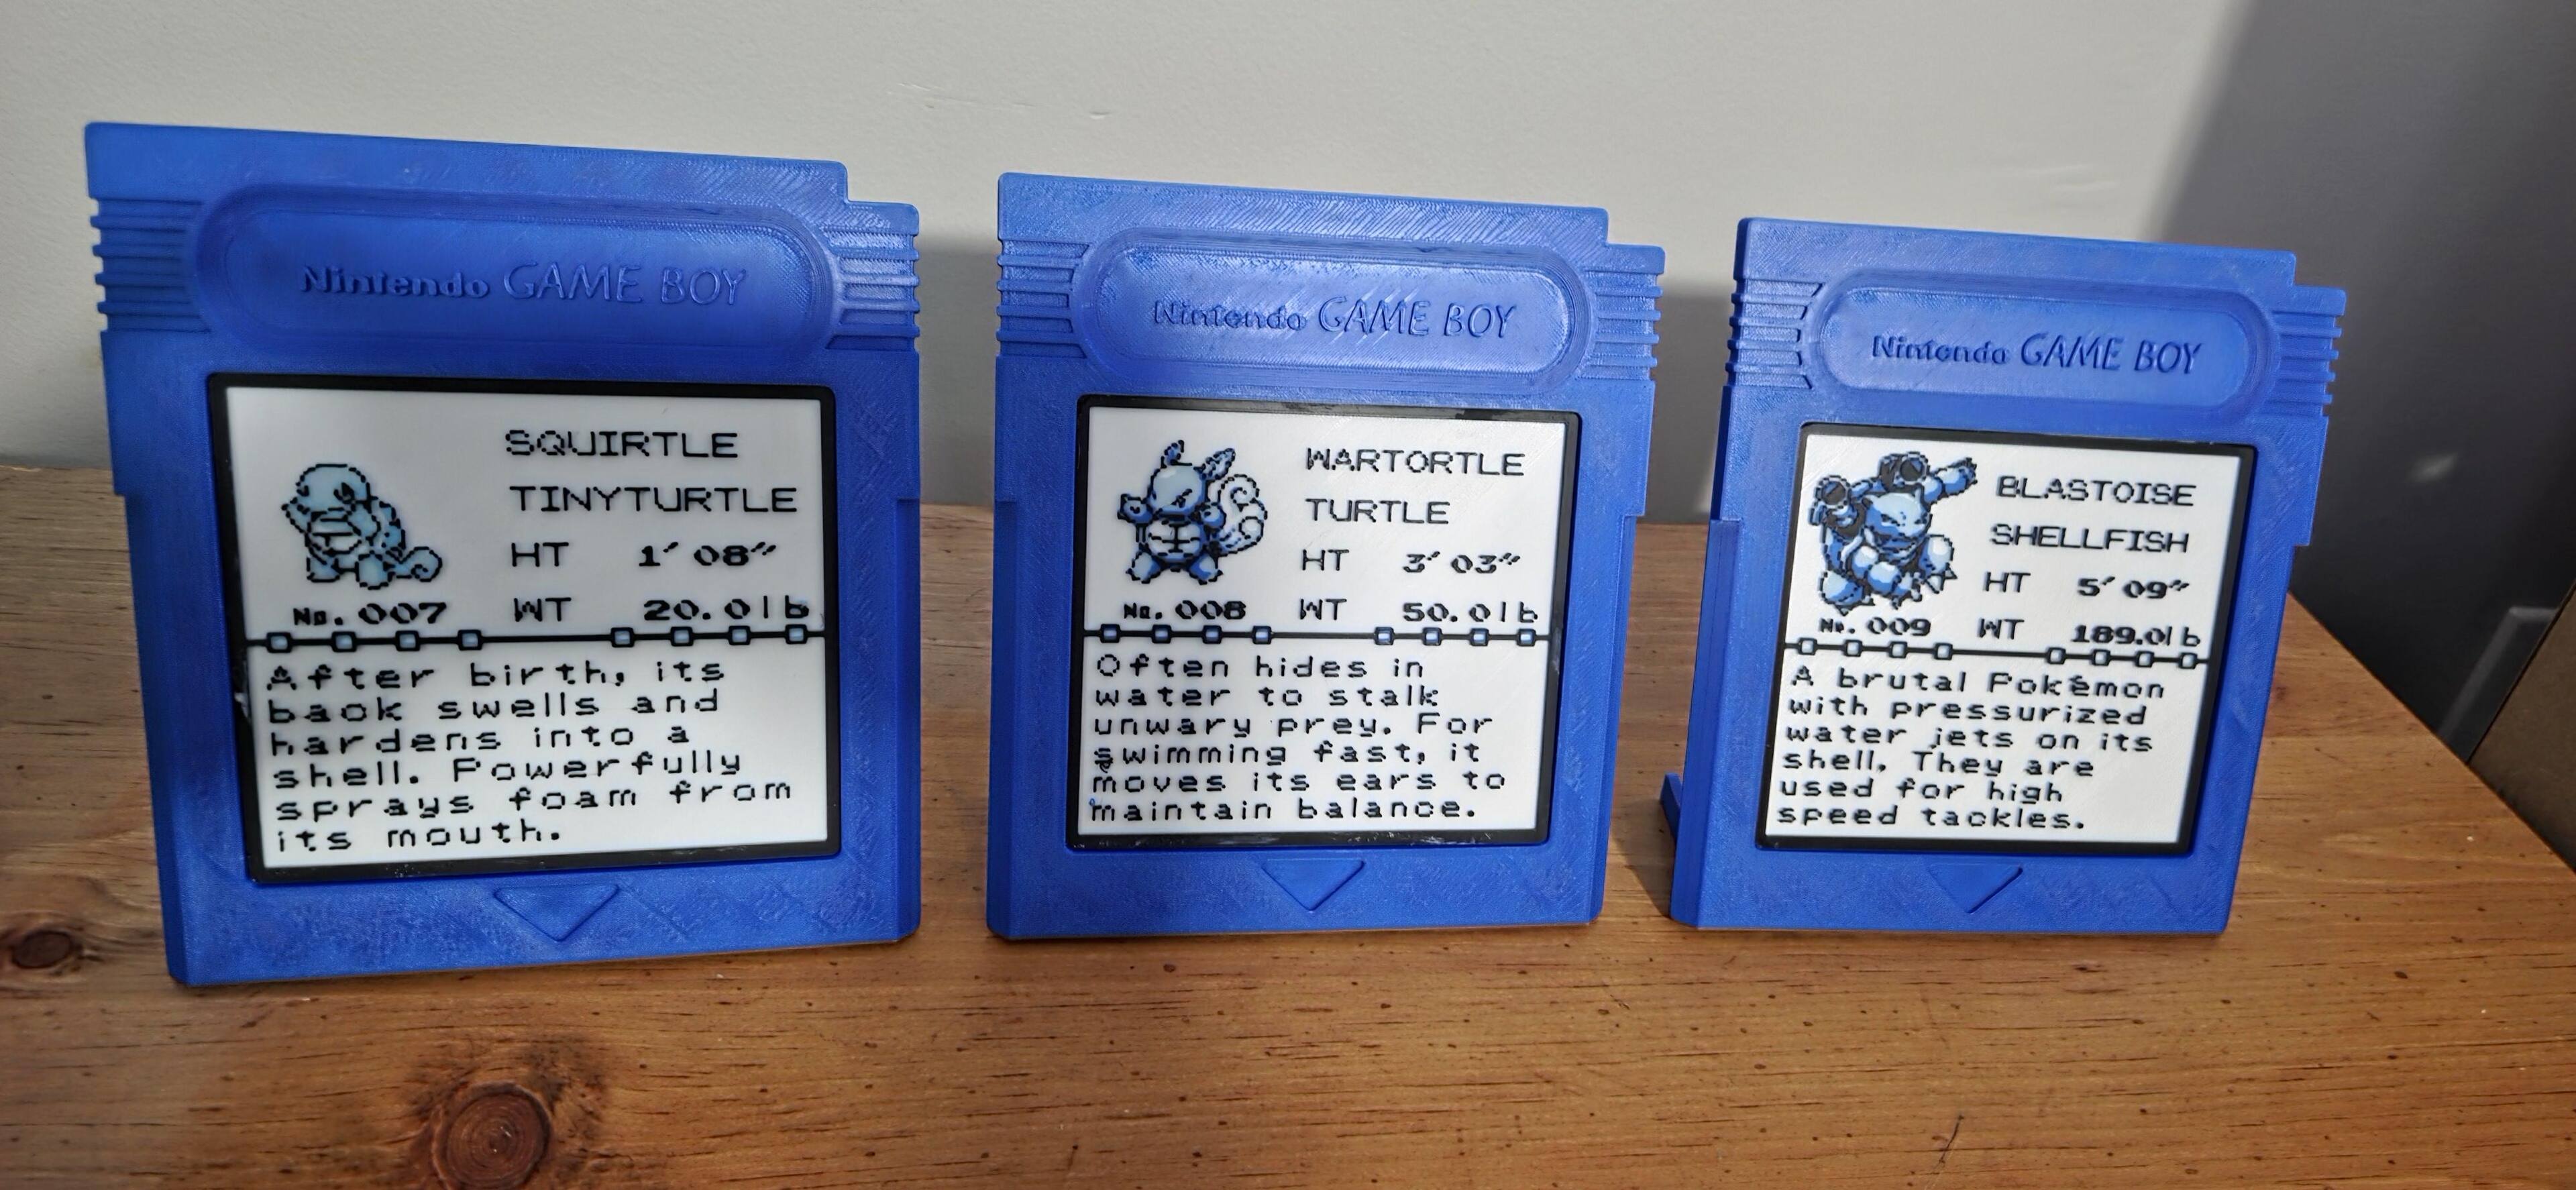 Nintendo GAME BOY
SQUIRTLE
TINYTURTLE
HT 1′ 08″
No. 007 WT 20.0lb
After birth, its
back swells and
hardens into a
shell. Powerfully
sprays foam from
its mouth.
Nintendo GAME BOY
WARTORTLE
TURTLE
HT 3′ 03″
No. 008 WT 50.0lb
Often hides in
water to stalk
unwary prey. For
swimming fast, it
moves its ears to
maintain balance.
Nintendo GAME BOY
BLASTOISE
SHELLFISH
HT 5′ 09″
No. 009 WT 189.0lb
A brutal Pokémon
with pressurized
water jets on its
shell. They are
used for high
speed tackles.